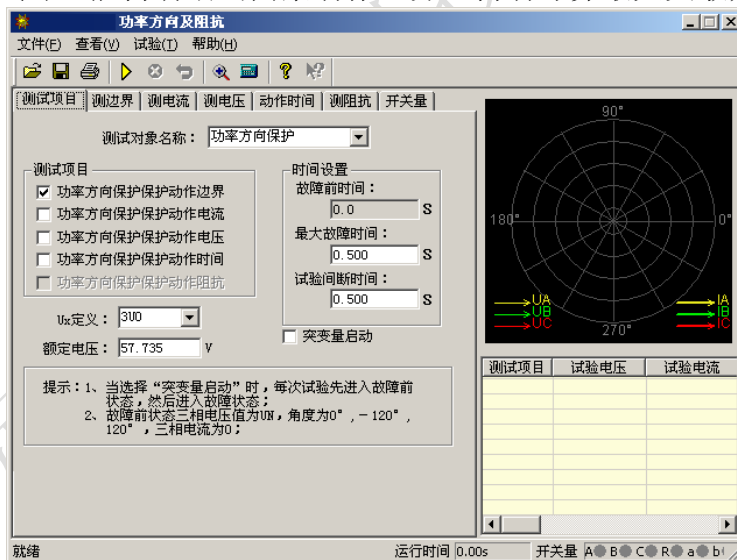 功率方向及阻抗
文件(F) 查看(V) 试验(T) 帮助(H)
测试项目 测边界 测电流 测电压 动作时间 测阻抗 开关量
测试对象名称： 功率方向保护
测试项目
功率方向保护保护动作边界
功率方向保护保护动作电流
功率方向保护保护动作电压
功率方向保护保护动作时间
功率方向保护保护动作阻抗
时间设置
故障前时间：
0.0 S
最大故障时间：
0.500 S
试验间断时间：
0.500 S
Ux定义： 3U0
突变量启动
额定电压： 57.735 V
提示：1、当选择“突变量启动”时，每次试验先进入故障前
状态，然后进入故障状态；
2、故障前状态三相电压值为UN，角度为0°，－120°，
120°，三相电流为0；
90°
180° 0°
270°
UA IA
UB IB
UC IC
测试项目 试验电压 试验电流
就绪 运行时间 0.00s 开关量 A B C R a b